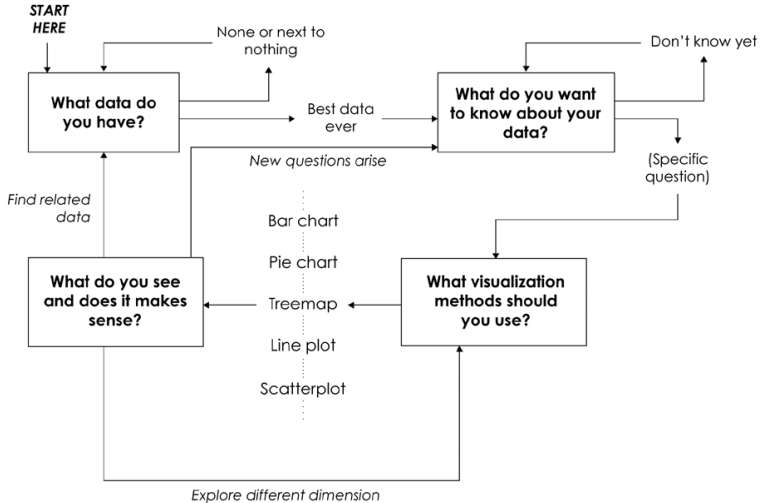 START
HERE
None or next to
nothing
Don't know yet
What data do
you have?
Best data
ever
What do you want
to know about your
data?
New questions arise
(Specific
question)
Find related
data
Bar chart
Pie chart
What do you see
and does it makes
sense?
Treemap
What visualization
methods should
you use?
Line plot
Scatterplot
Explore different dimension